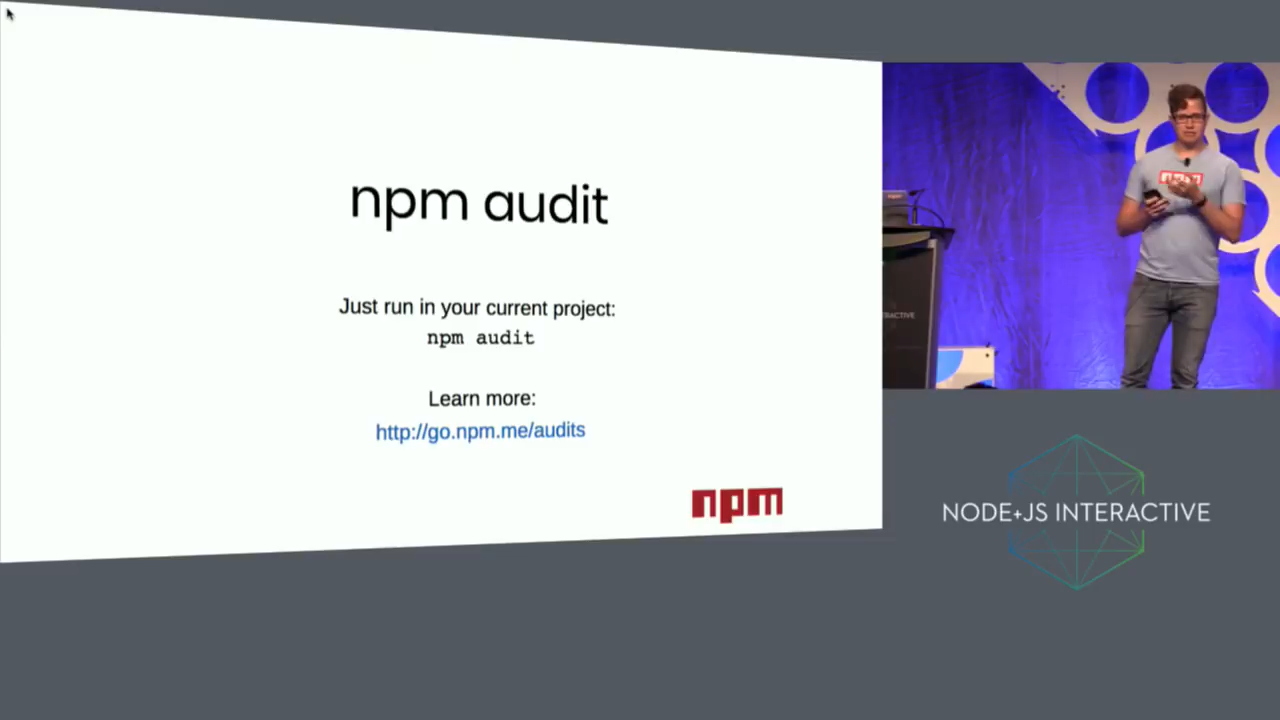 npm audit
Just run in your current project:
npm audit
Learn more:
http://go.npm.me/audits
npm
npm
NODE+JS INTERACTIVE